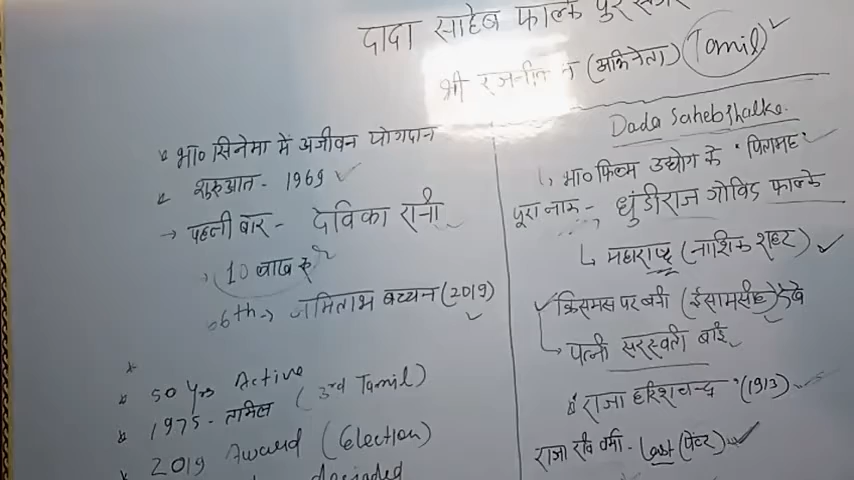 दादा साहेब फाल्के पुरस्कार
श्री रजनीकांत (अभिनेता) (Tamil)
* भा० सिनेमा में अजीवन योगदान
* शुरुआत - 1969
→ पहली बार - देविका रानी
10 लाख रु
66th → अमिताभ बच्चन (2019)
* 50 Yrs Active
* 1975 - तमिल (3rd Tamil)
* 2019 Award (Election)
Dada Saheb Phalke.
भा० फिल्म उद्योग के "पितामह"
पूरा नाम - धुंडीराज गोविंद फाल्के
↳ महाराष्ट्र (नाशिक शहर)
क्रिसमस पर बनी (ईसामसीह) देखे
→ पत्नी सरस्वती बाई
"राजा हरिशचन्द्र" (1913)
राजा रवि वर्मा - Last (पेंटर)